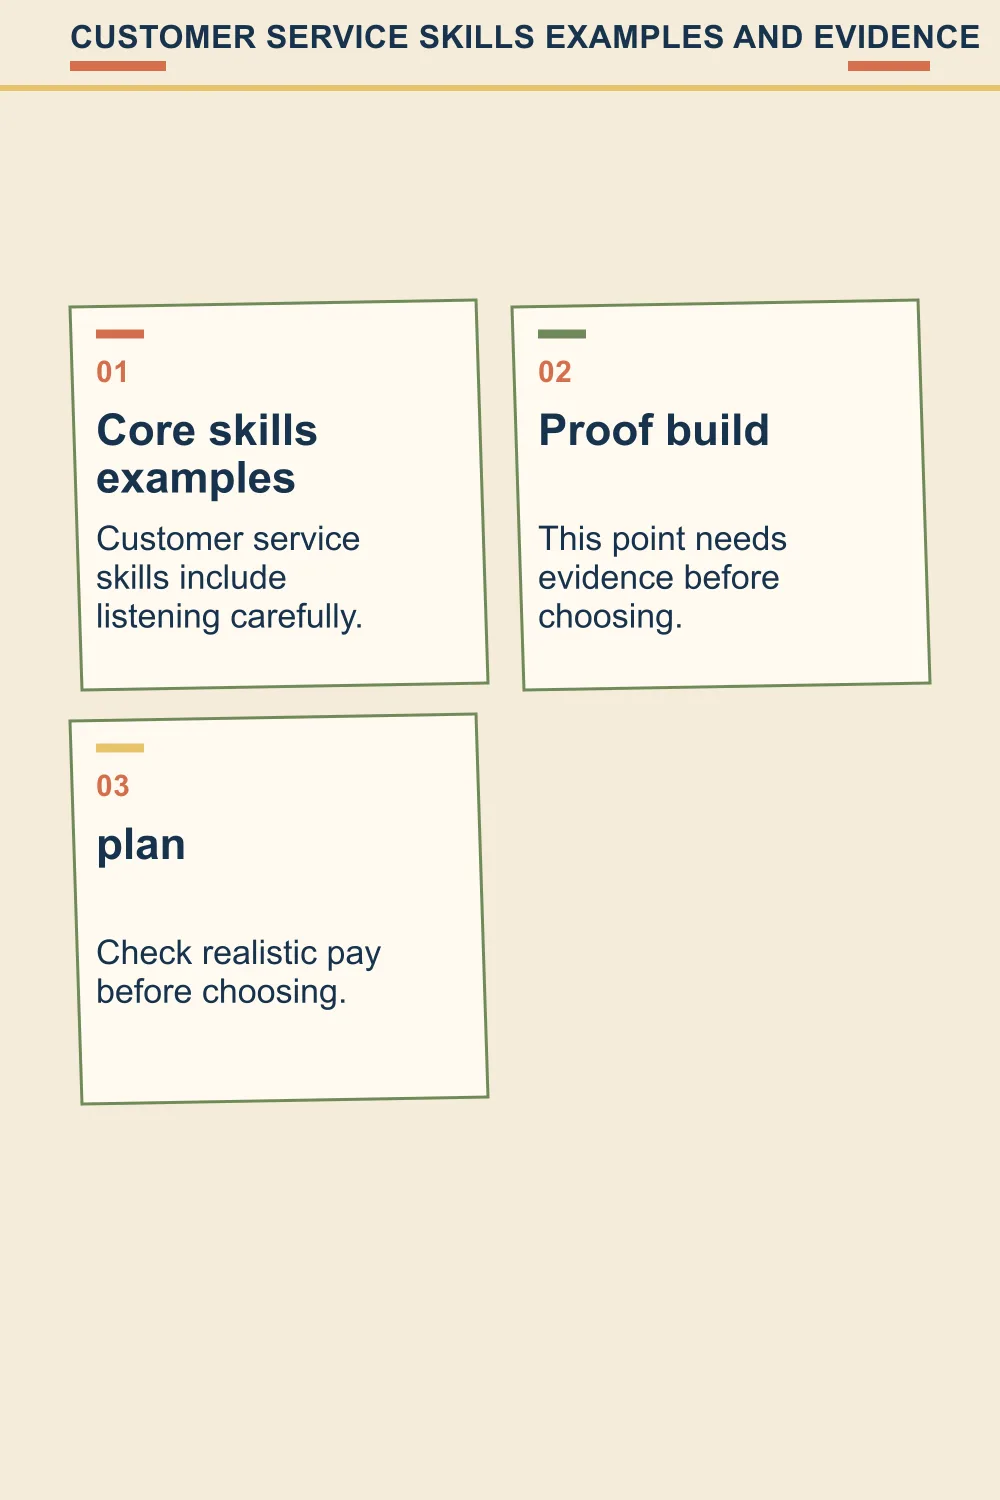 CUSTOMER SERVICE SKILLS EXAMPLES AND EVIDENCE
01
Core skills
examples
Customer service
skills include
listening carefully.
02
Proof build
This point needs
evidence before
choosing.
03
plan
Check realistic pay
before choosing.